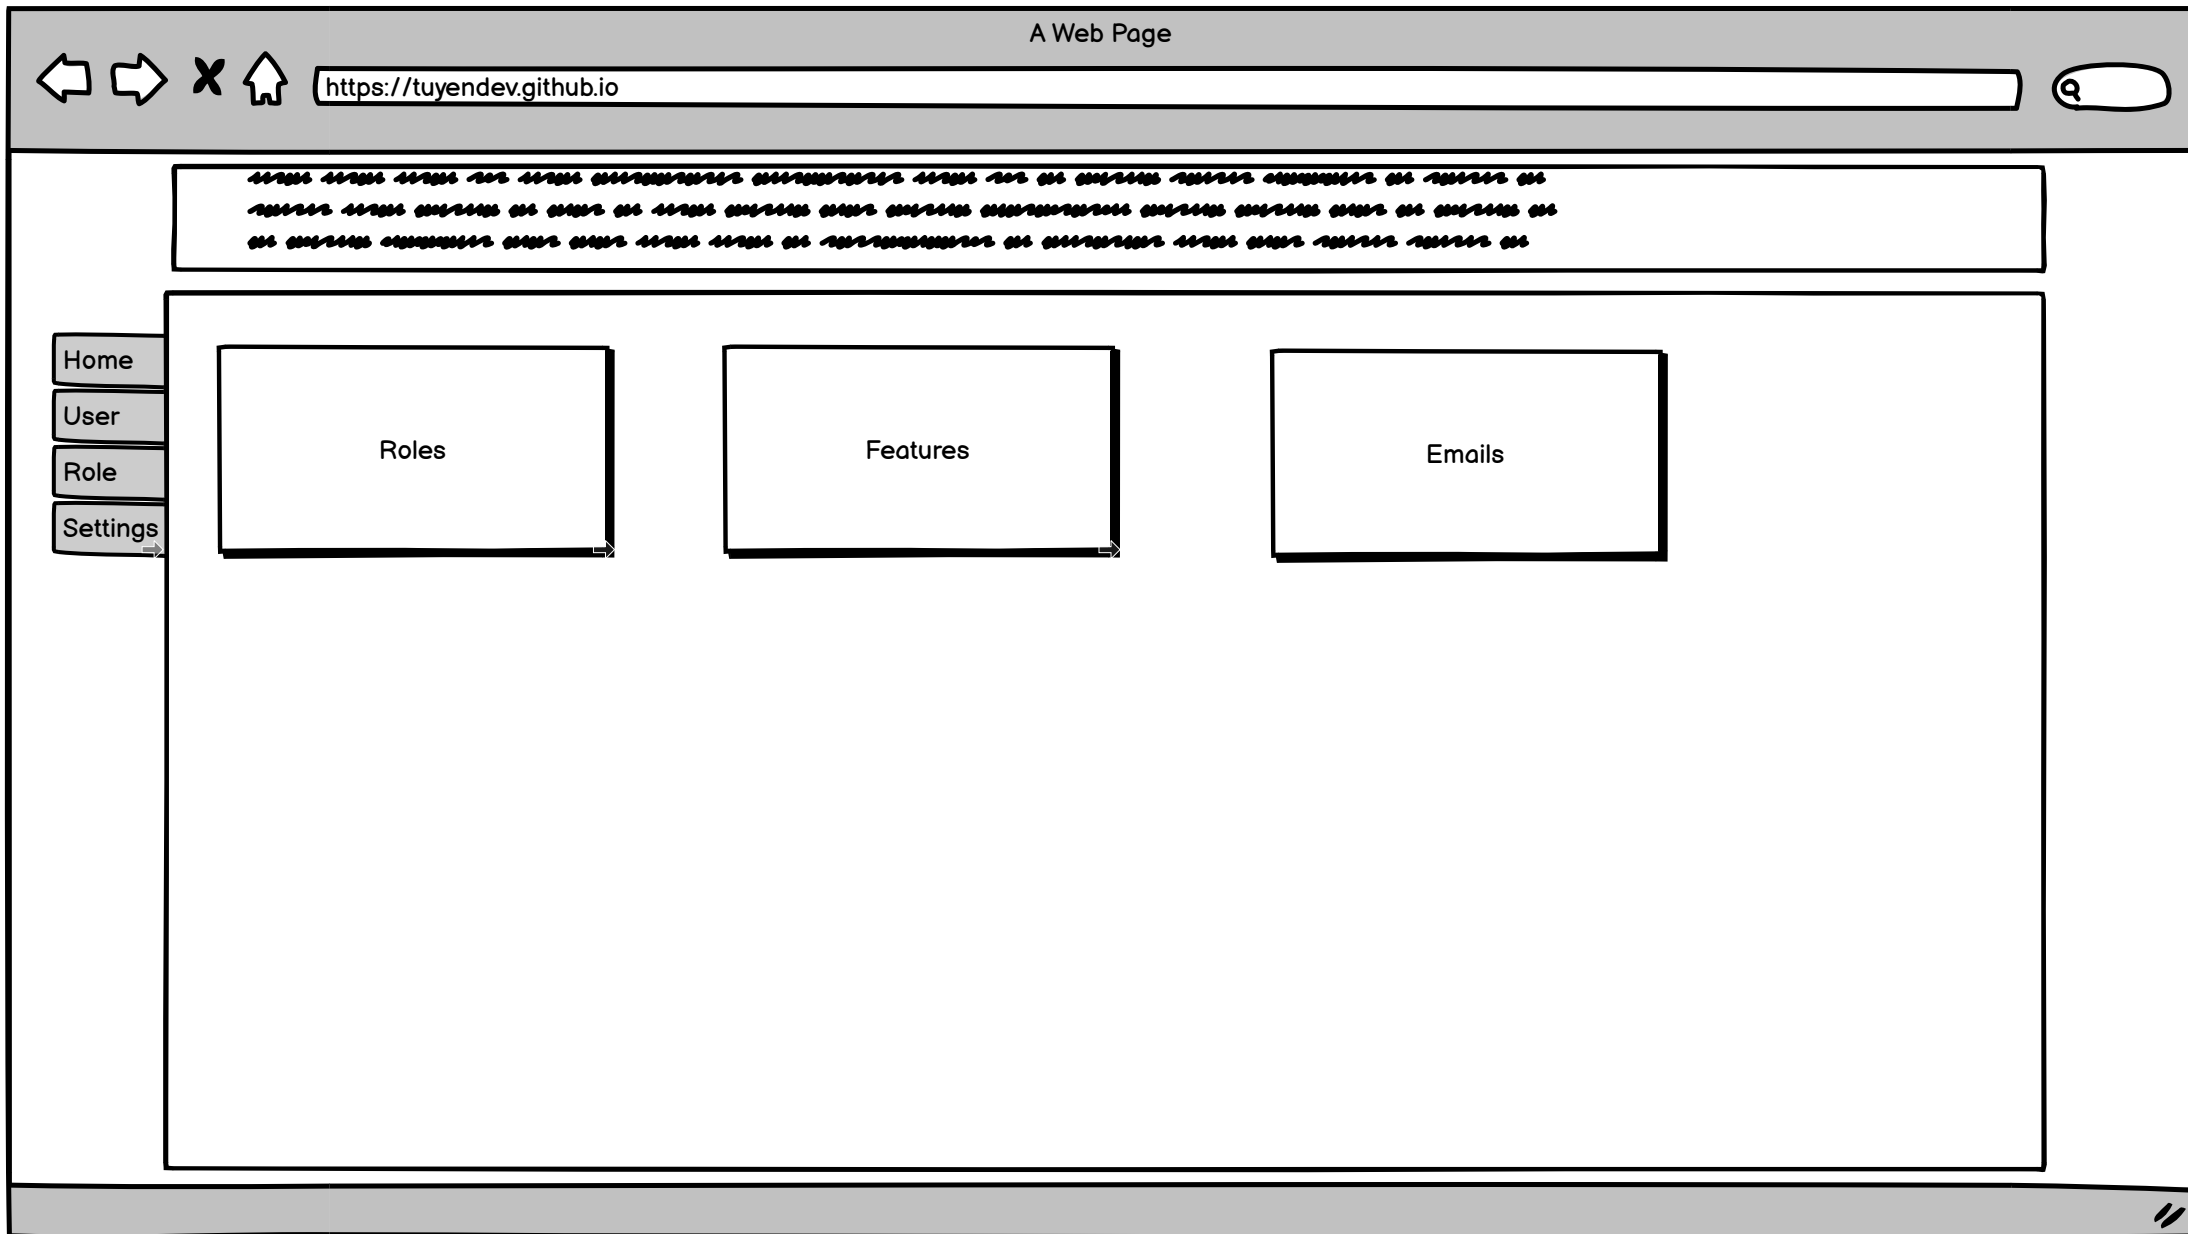 A Web Page
https://tuyendev.github.io
Home
User
Role
Settings
Roles
Features
Emails